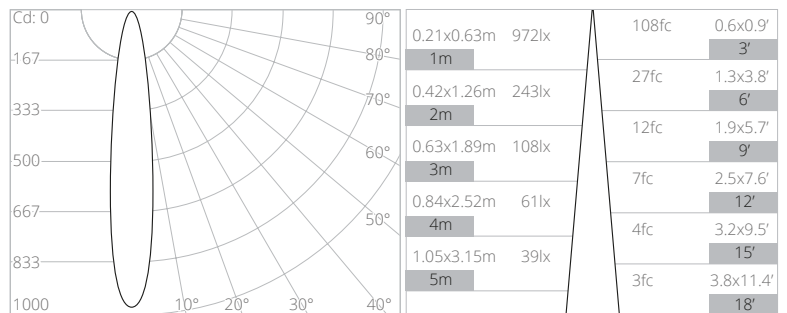 Cd: 0
167
333
500
667
833
1000
90°
80°
70°
60°
50°
10°
20°
30°
40°
0.21x0.63m 972lx
1m
0.42x1.26m 243lx
2m
0.63x1.89m 108lx
3m
0.84x2.52m 61lx
4m
1.05x3.15m 39lx
5m
108fc 0.6x0.9’
3’
27fc 1.3x3.8’
6’
12fc 1.9x5.7’
9’
7fc 2.5x7.6’
12’
4fc 3.2x9.5’
15’
3fc 3.8x11.4’
18’